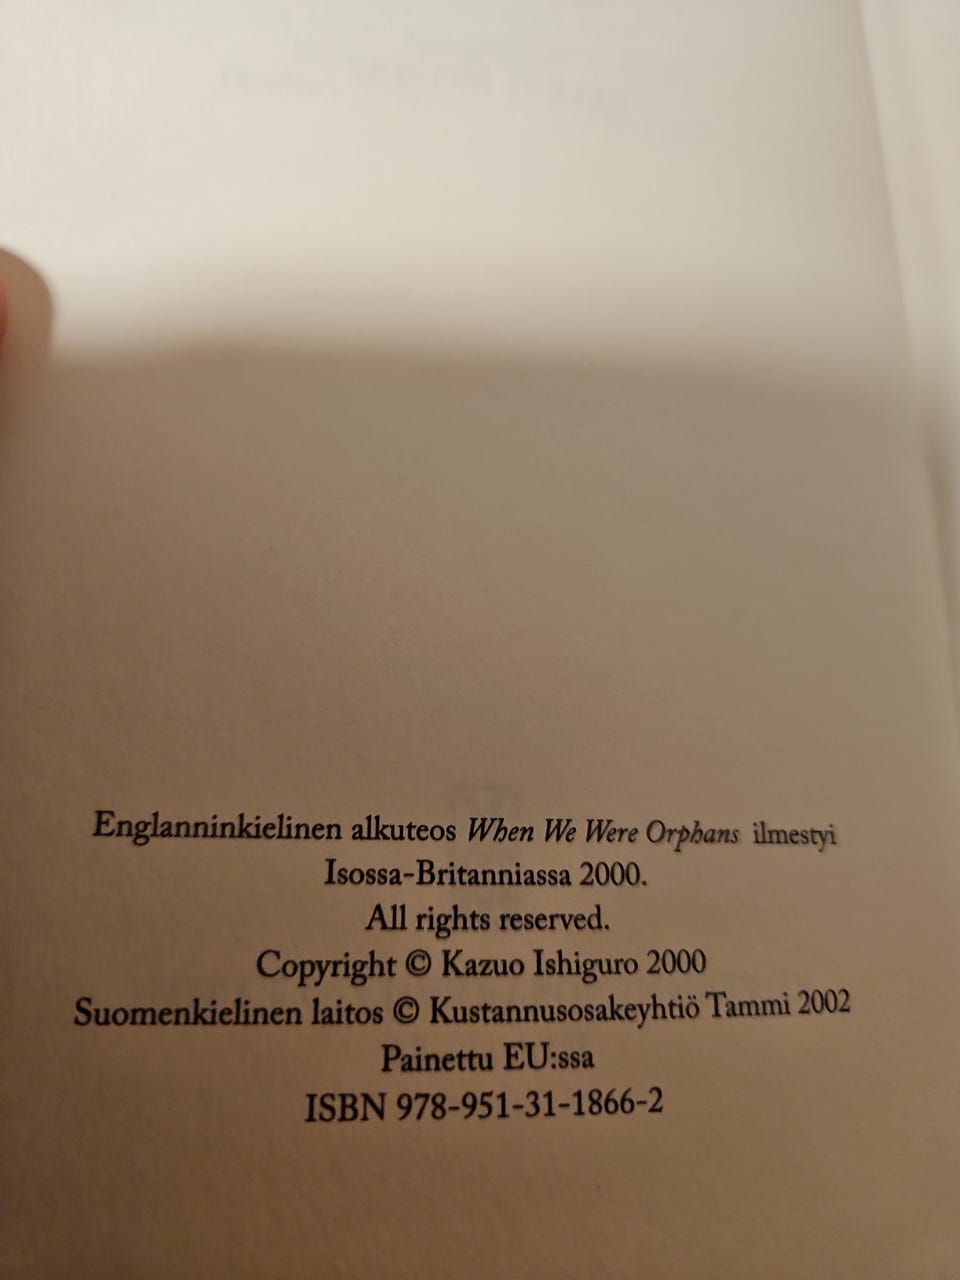 Englanninkielinen alkuteos When We Were Orphans ilmestyi
Isossa-Britanniassa 2000.
All rights reserved.
Copyright © Kazuo Ishiguro 2000
Suomenkielinen laitos © Kustannusosakeyhtiö Tammi 2002
Painettu EU:ssa
ISBN 978-951-31-1866-2